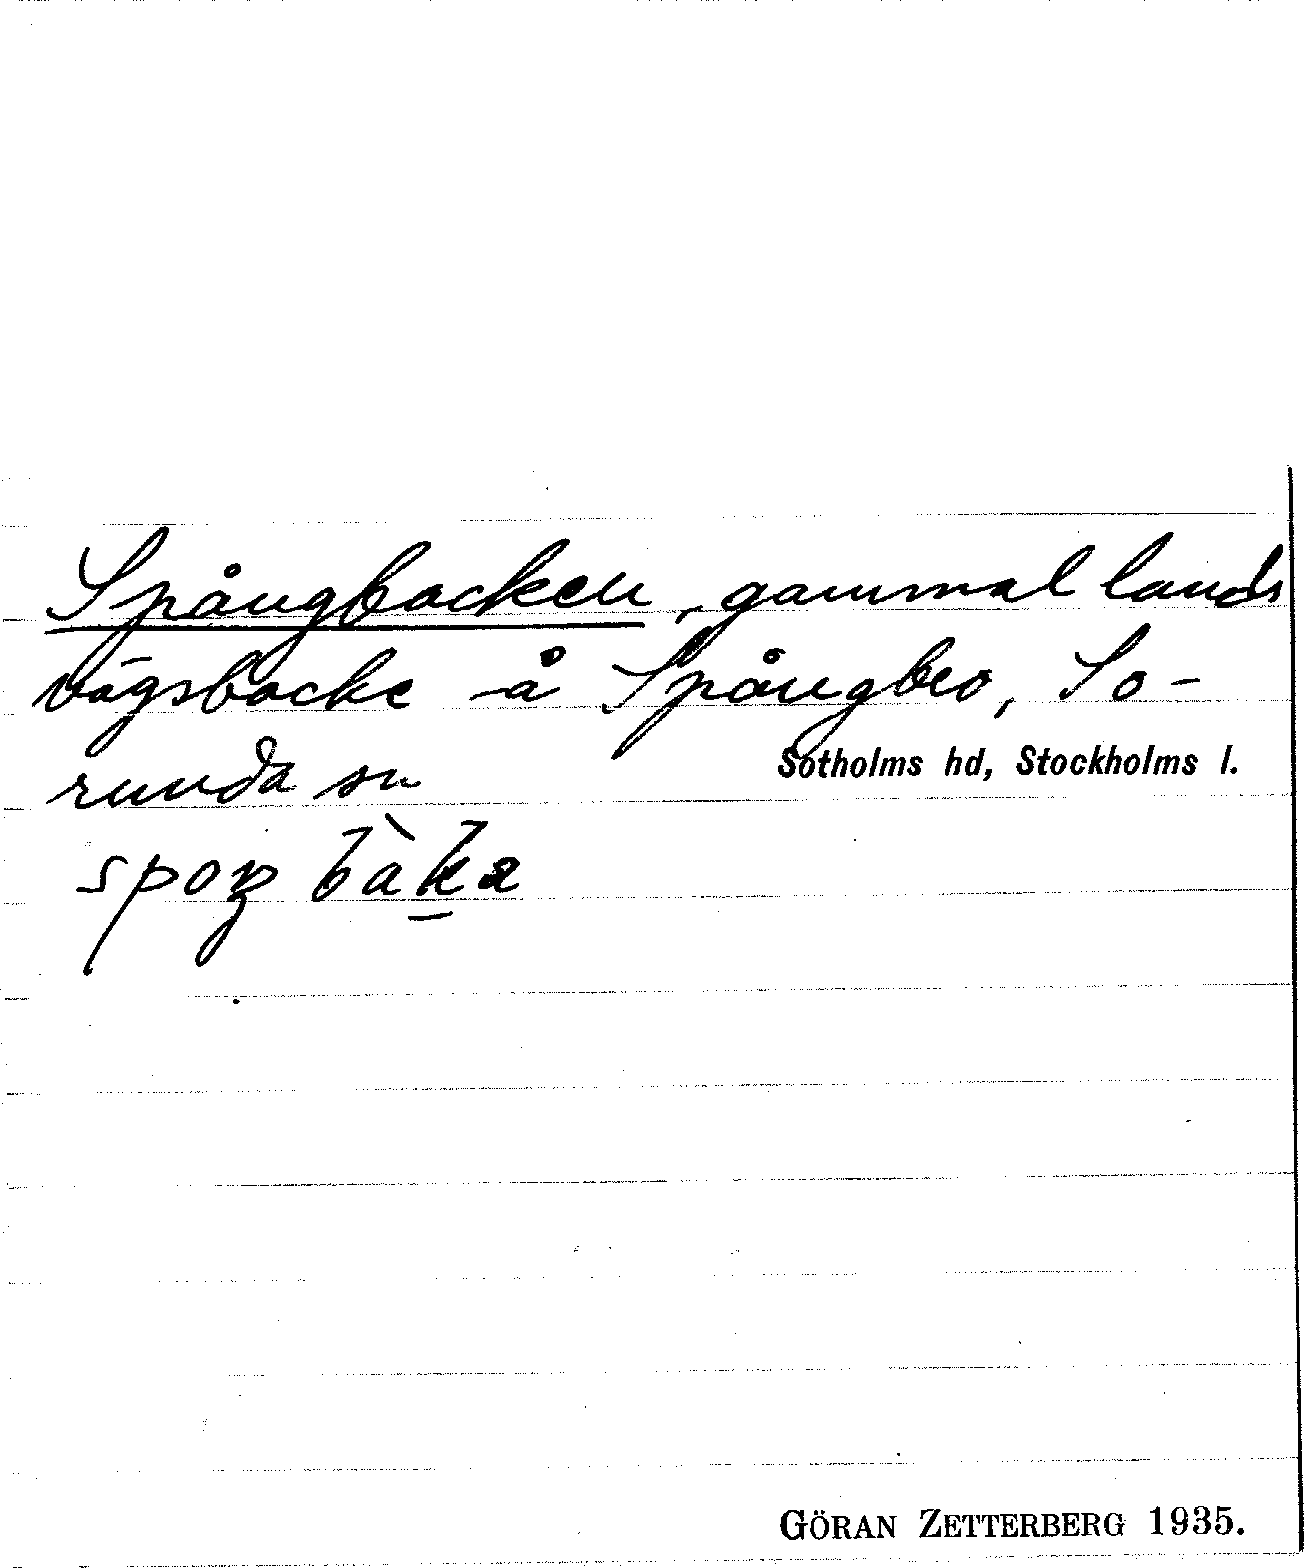 Spångbacken, gammal lands
vägsbacke å Spångbro, So-
runda sn
Sotholms hd, Stockholms l.
spoŋ bàka
GÖRAN ZETTERBERG 1935.